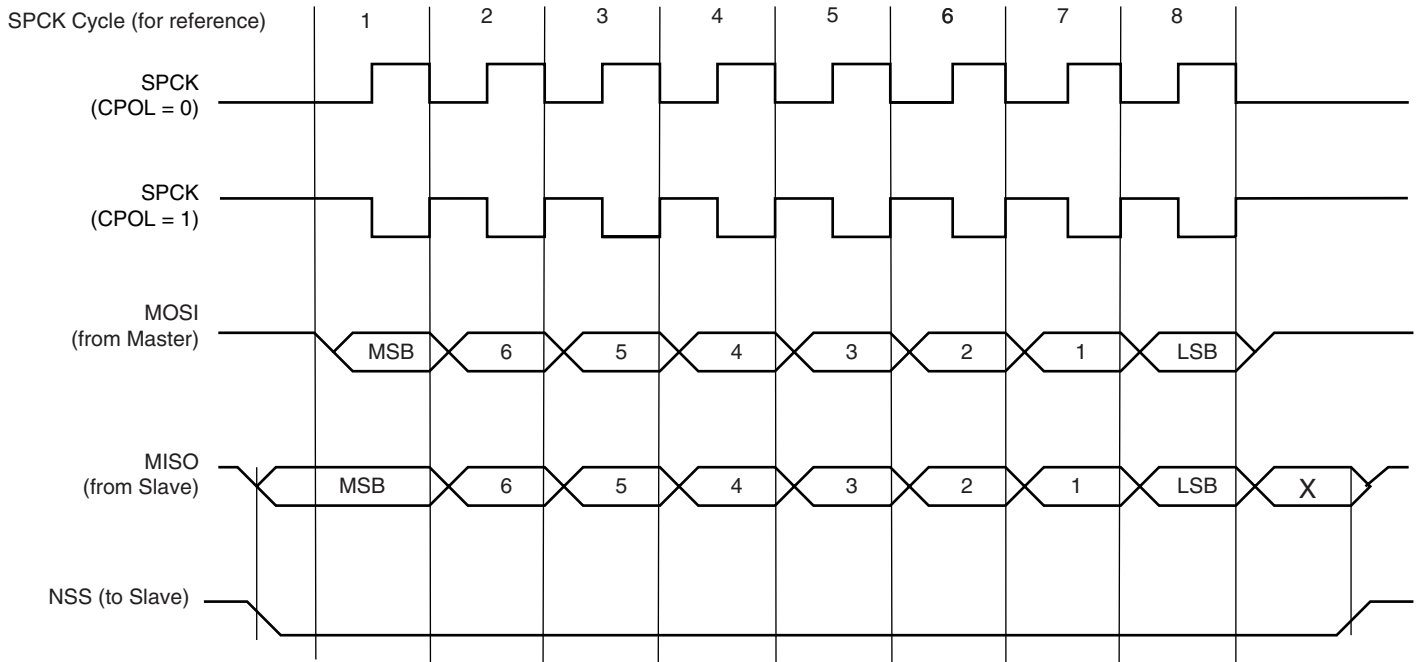 SPCK Cycle (for reference) 1 2 3 4 5 6 7 8
SPCK
(CPOL = 0)
SPCK
(CPOL = 1)
MOSI
(from Master)
MSB 6 5 4 3 2 1 LSB
MISO
(from Slave)
MSB 6 5 4 3 2 1 LSB X
NSS (to Slave)